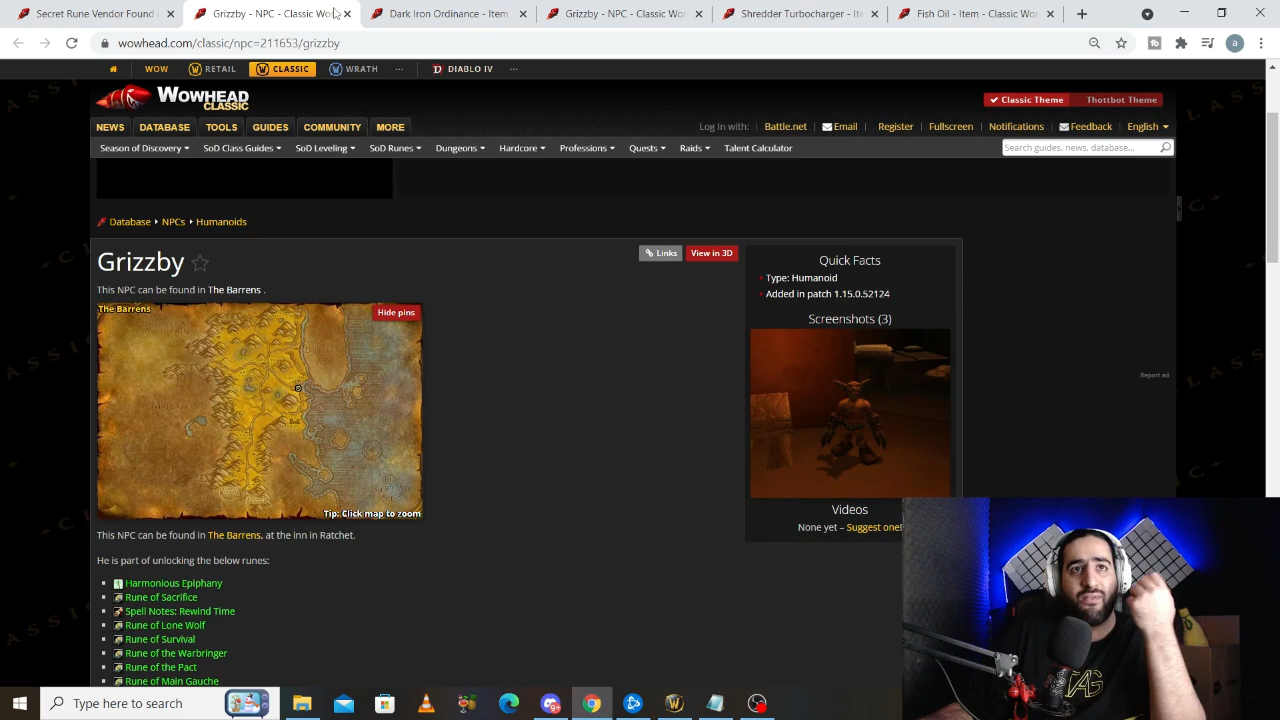 Secret Rune Vendor Found i
Grizzby - NPC - Classic Wo
Dark Iron Ordinance - Item
Grizzby - NPC - Classic Wo
Shredder Turbocharger - Ite
Fish Oil - Item - Classic Wo
wowhead.com/classic/npc=211653/grizzby
WOW
RETAIL
CLASSIC
WRATH
DIABLO IV
WOWHEAD
CLASSIC
Classic Theme
Thottbot Theme
NEWS
DATABASE
TOOLS
GUIDES
COMMUNITY
MORE
Log In with:
Battle.net
Email
Register
Fullscreen
Notifications
Feedback
English
Season of Discovery
SoD Class Guides
SoD Leveling
SoD Runes
Dungeons
Hardcore
Professions
Quests
Raids
Talent Calculator
Search guides, news, database...
Database
NPCs
Humanoids
Grizzby
Links
View in 3D
This NPC can be found in The Barrens .
The Barrens
Hide pins
Tip: Click map to zoom
Quick Facts
Type: Humanoid
Added in patch 1.15.0.52124
Screenshots (3)
Videos
None yet – Suggest one!
Report ad
This NPC can be found in The Barrens, at the inn in Ratchet.
He is part of unlocking the below runes:
Harmonious Epiphany
Rune of Sacrifice
Spell Notes: Rewind Time
Rune of Lone Wolf
Rune of Survival
Rune of the Warbringer
Rune of the Pact
Rune of Main Gauche
Type here to search